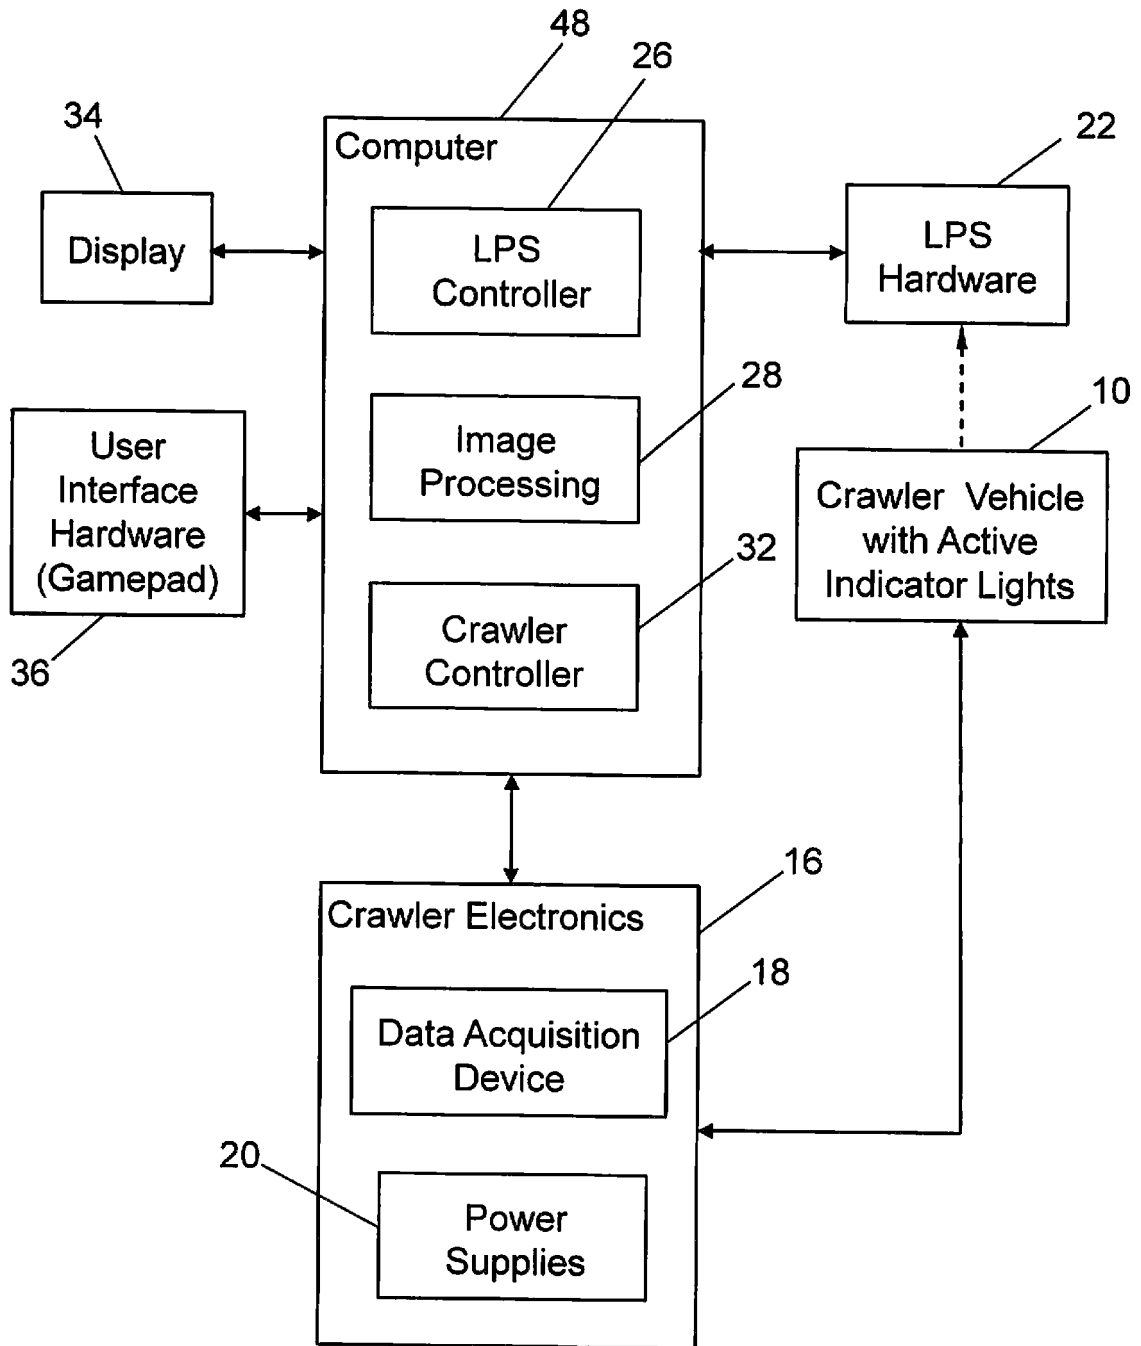 48
26
34
22
Computer
LPS
Controller
Display
LPS
Hardware
28
10
User
Interface
Hardware
(Gamepad)
Image
Processing
Crawler Vehicle
with Active
Indicator Lights
32
Crawler
Controller
36
16
Crawler Electronics
18
Data Acquisition
Device
20
Power
Supplies